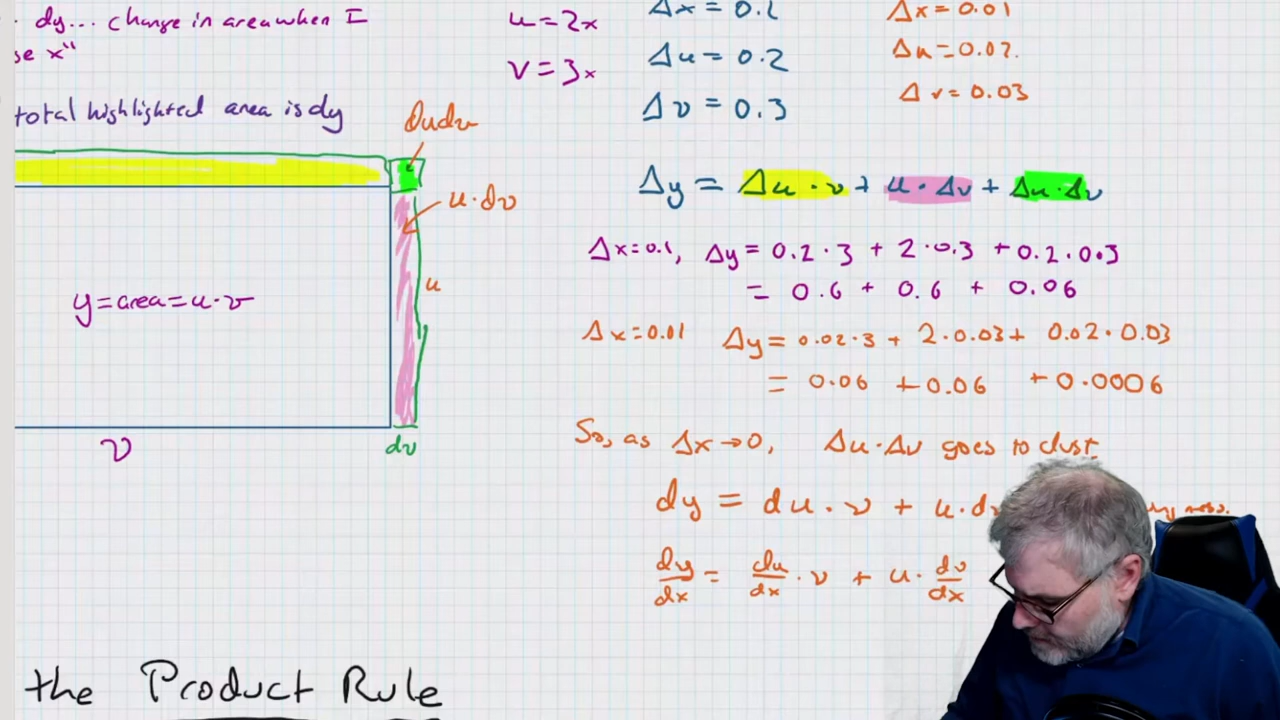 dy... change in area when I
se x"
total highlighted area is dy
dudv
u·dv
u
y=area=u·v
v
dv
u=2x
v=3x
Δx=0.1
Δu=0.2
Δv=0.3
Δx=0.01
Δu=0.02
Δv=0.03
Δy = Δu·v + u·Δv + Δu·Δv
Δx=0.1, Δy= 0.2·3 + 2·0.3 + 0.2·0.3
= 0.6 + 0.6 + 0.06
Δx=0.01 Δy= 0.02·3 + 2·0.03 + 0.02·0.03
= 0.06 +0.06 +0.0006
So, as Δx→0, Δu·Δv goes to dust
dy = du·v + u·d
dy/dx = du/dx·v + u·dv/dx
the Product Rule